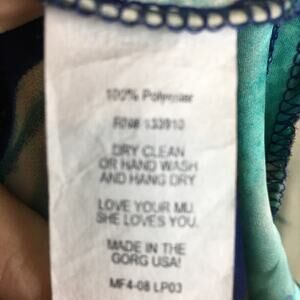 100% Polyester
RN# 133910
DRY CLEAN
OR HAND WASH
AND HANG DRY
LOVE YOUR MU.
SHE LOVES YOU.
MADE IN THE
GORG USA!
MF4-08 LP03